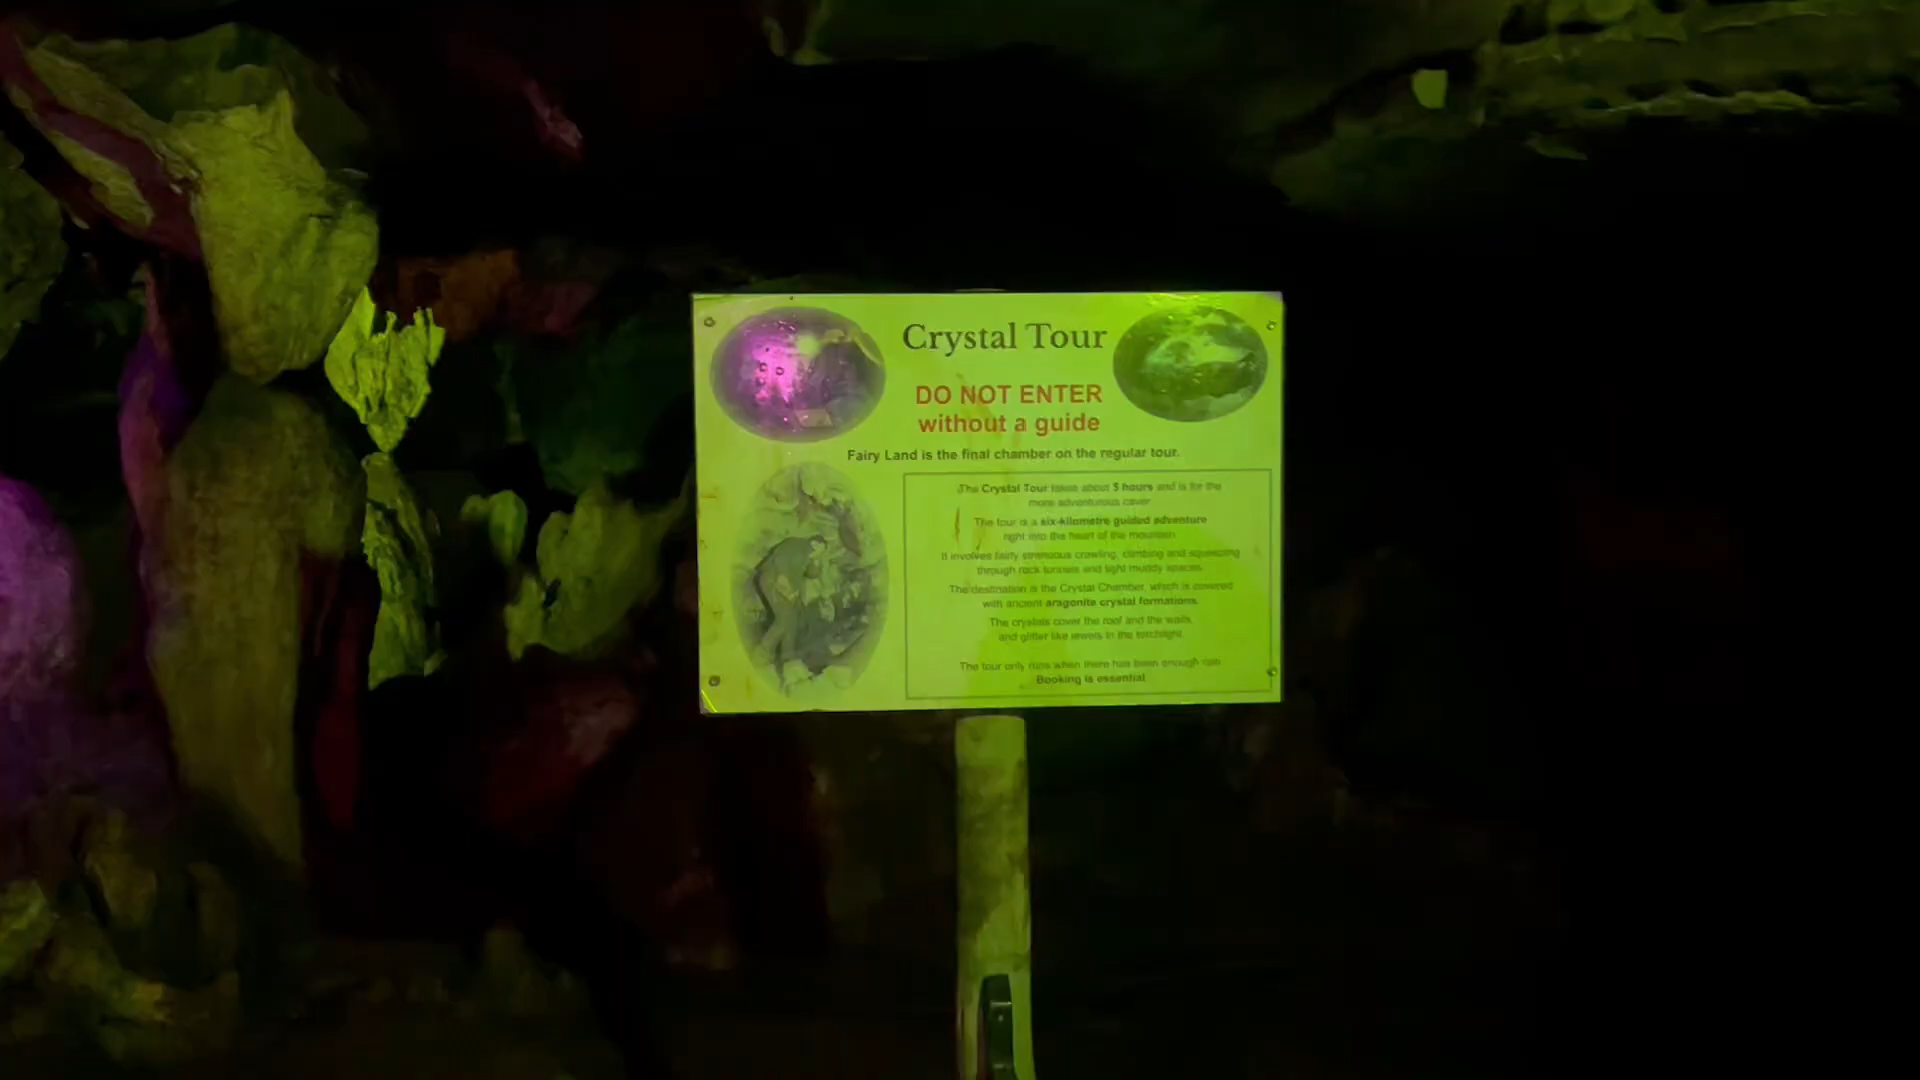 Crystal Tour
DO NOT ENTER
without a guide
Fairy Land is the final chamber on the regular tour.
The Crystal Tour takes about 5 hours and is for the
more adventurous caver
The tour is a six-kilometre guided adventure
right into the heart of the mountain
It involves fairly strenuous crawling, climbing and squeezing
through rock tunnels and tight muddy spaces.
The destination is the Crystal Chamber, which is covered
with ancient aragonite crystal formations.
The crystals cover the roof and the walls,
and glitter like jewels in the torchlight.
The tour only runs when there has been enough rain
Booking is essential